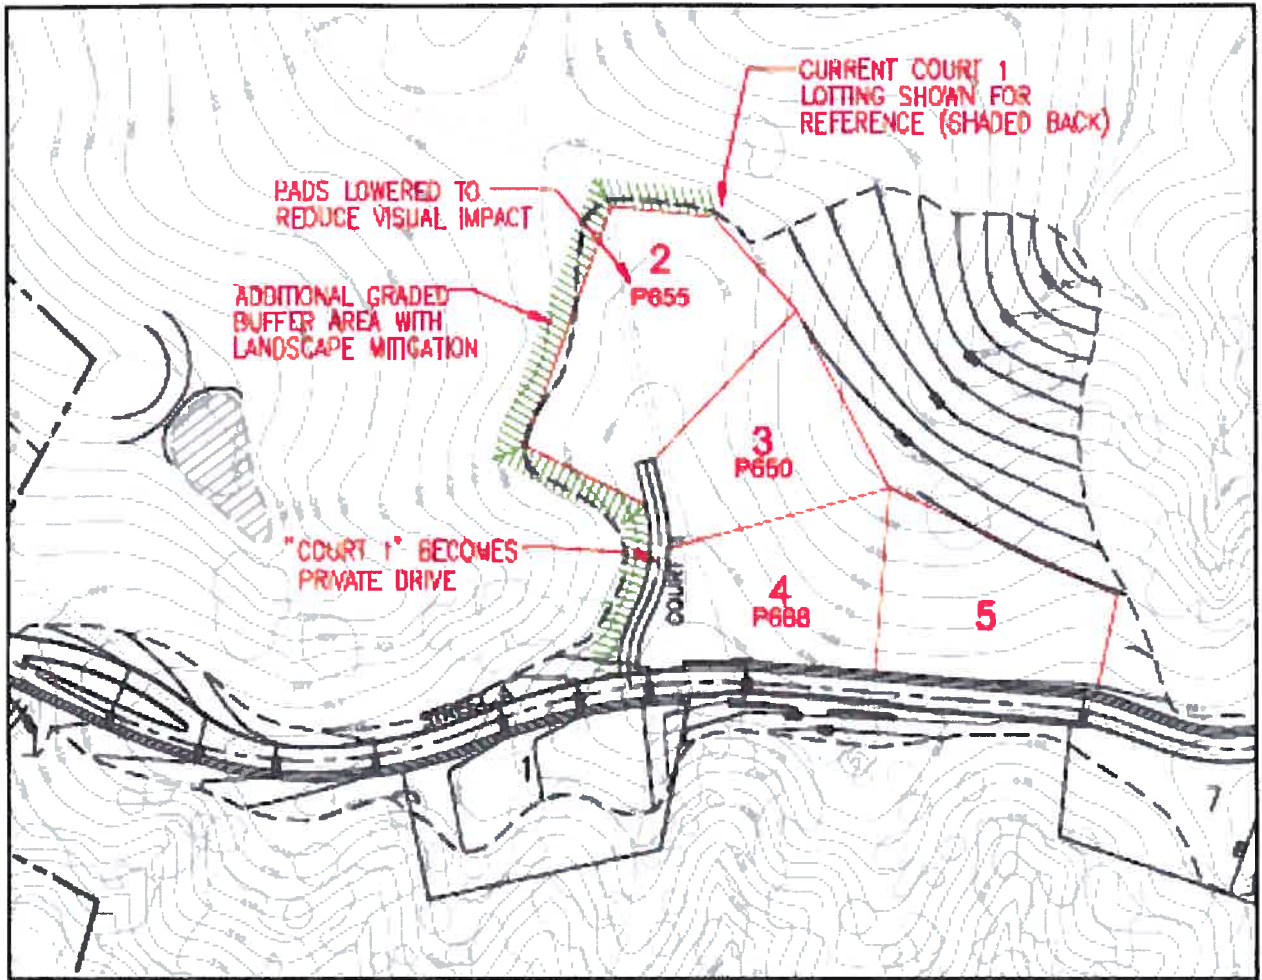 CURRENT COURT 1
LOTTING SHOWN FOR
REFERENCE (SHADED BACK)
PADS LOWERED TO
REDUCE VISUAL IMPACT
2
P655
ADDITIONAL GRADED
BUFFER AREA WITH
LANDSCAPE MITIGATION
3
P650
"COURT 1" BECOMES
PRIVATE DRIVE
COURT 1
4
5
1
7